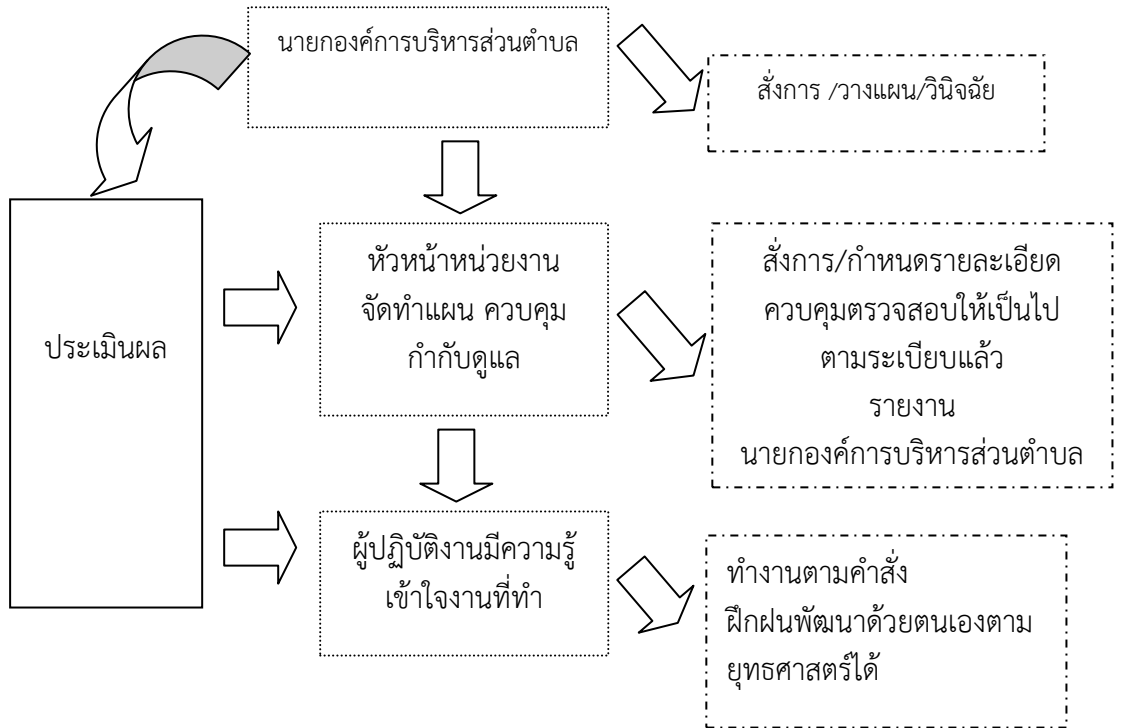 นายกองค์การบริหารส่วนตำบล
สั่งการ /วางแผน/วินิจฉัย
ประเมินผล
หัวหน้าหน่วยงาน
จัดทำแผน ควบคุม
กำกับดูแล
สั่งการ/กำหนดรายละเอียด
ควบคุมตรวจสอบให้เป็นไป
ตามระเบียบแล้ว
รายงาน
นายกองค์การบริหารส่วนตำบล
ผู้ปฏิบัติงานมีความรู้
เข้าใจงานที่ทำ
ทำงานตามคำสั่ง
ฝึกฝนพัฒนาด้วยตนเองตาม
ยุทธศาสตร์ได้